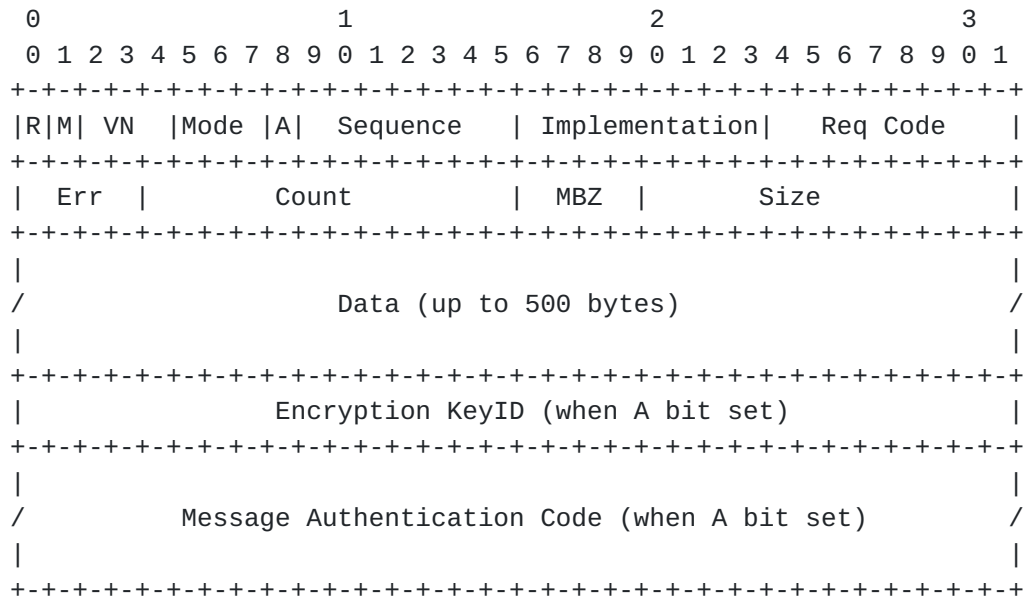 0                   1                   2                   3
 0 1 2 3 4 5 6 7 8 9 0 1 2 3 4 5 6 7 8 9 0 1 2 3 4 5 6 7 8 9 0 1
+-+-+-+-+-+-+-+-+-+-+-+-+-+-+-+-+-+-+-+-+-+-+-+-+-+-+-+-+-+-+-+-+
|R|M| VN  |Mode |A|  Sequence   | Implementation|   Req Code    |
+-+-+-+-+-+-+-+-+-+-+-+-+-+-+-+-+-+-+-+-+-+-+-+-+-+-+-+-+-+-+-+-+
|  Err  |        Count          |  MBZ  |       Size            |
+-+-+-+-+-+-+-+-+-+-+-+-+-+-+-+-+-+-+-+-+-+-+-+-+-+-+-+-+-+-+-+-+
|                                                               |
/                    Data (up to 500 bytes)                     /
|                                                               |
+-+-+-+-+-+-+-+-+-+-+-+-+-+-+-+-+-+-+-+-+-+-+-+-+-+-+-+-+-+-+-+-+
|                Encryption KeyID (when A bit set)              |
+-+-+-+-+-+-+-+-+-+-+-+-+-+-+-+-+-+-+-+-+-+-+-+-+-+-+-+-+-+-+-+-+
|                                                               |
/          Message Authentication Code (when A bit set)         /
|                                                               |
+-+-+-+-+-+-+-+-+-+-+-+-+-+-+-+-+-+-+-+-+-+-+-+-+-+-+-+-+-+-+-+-+